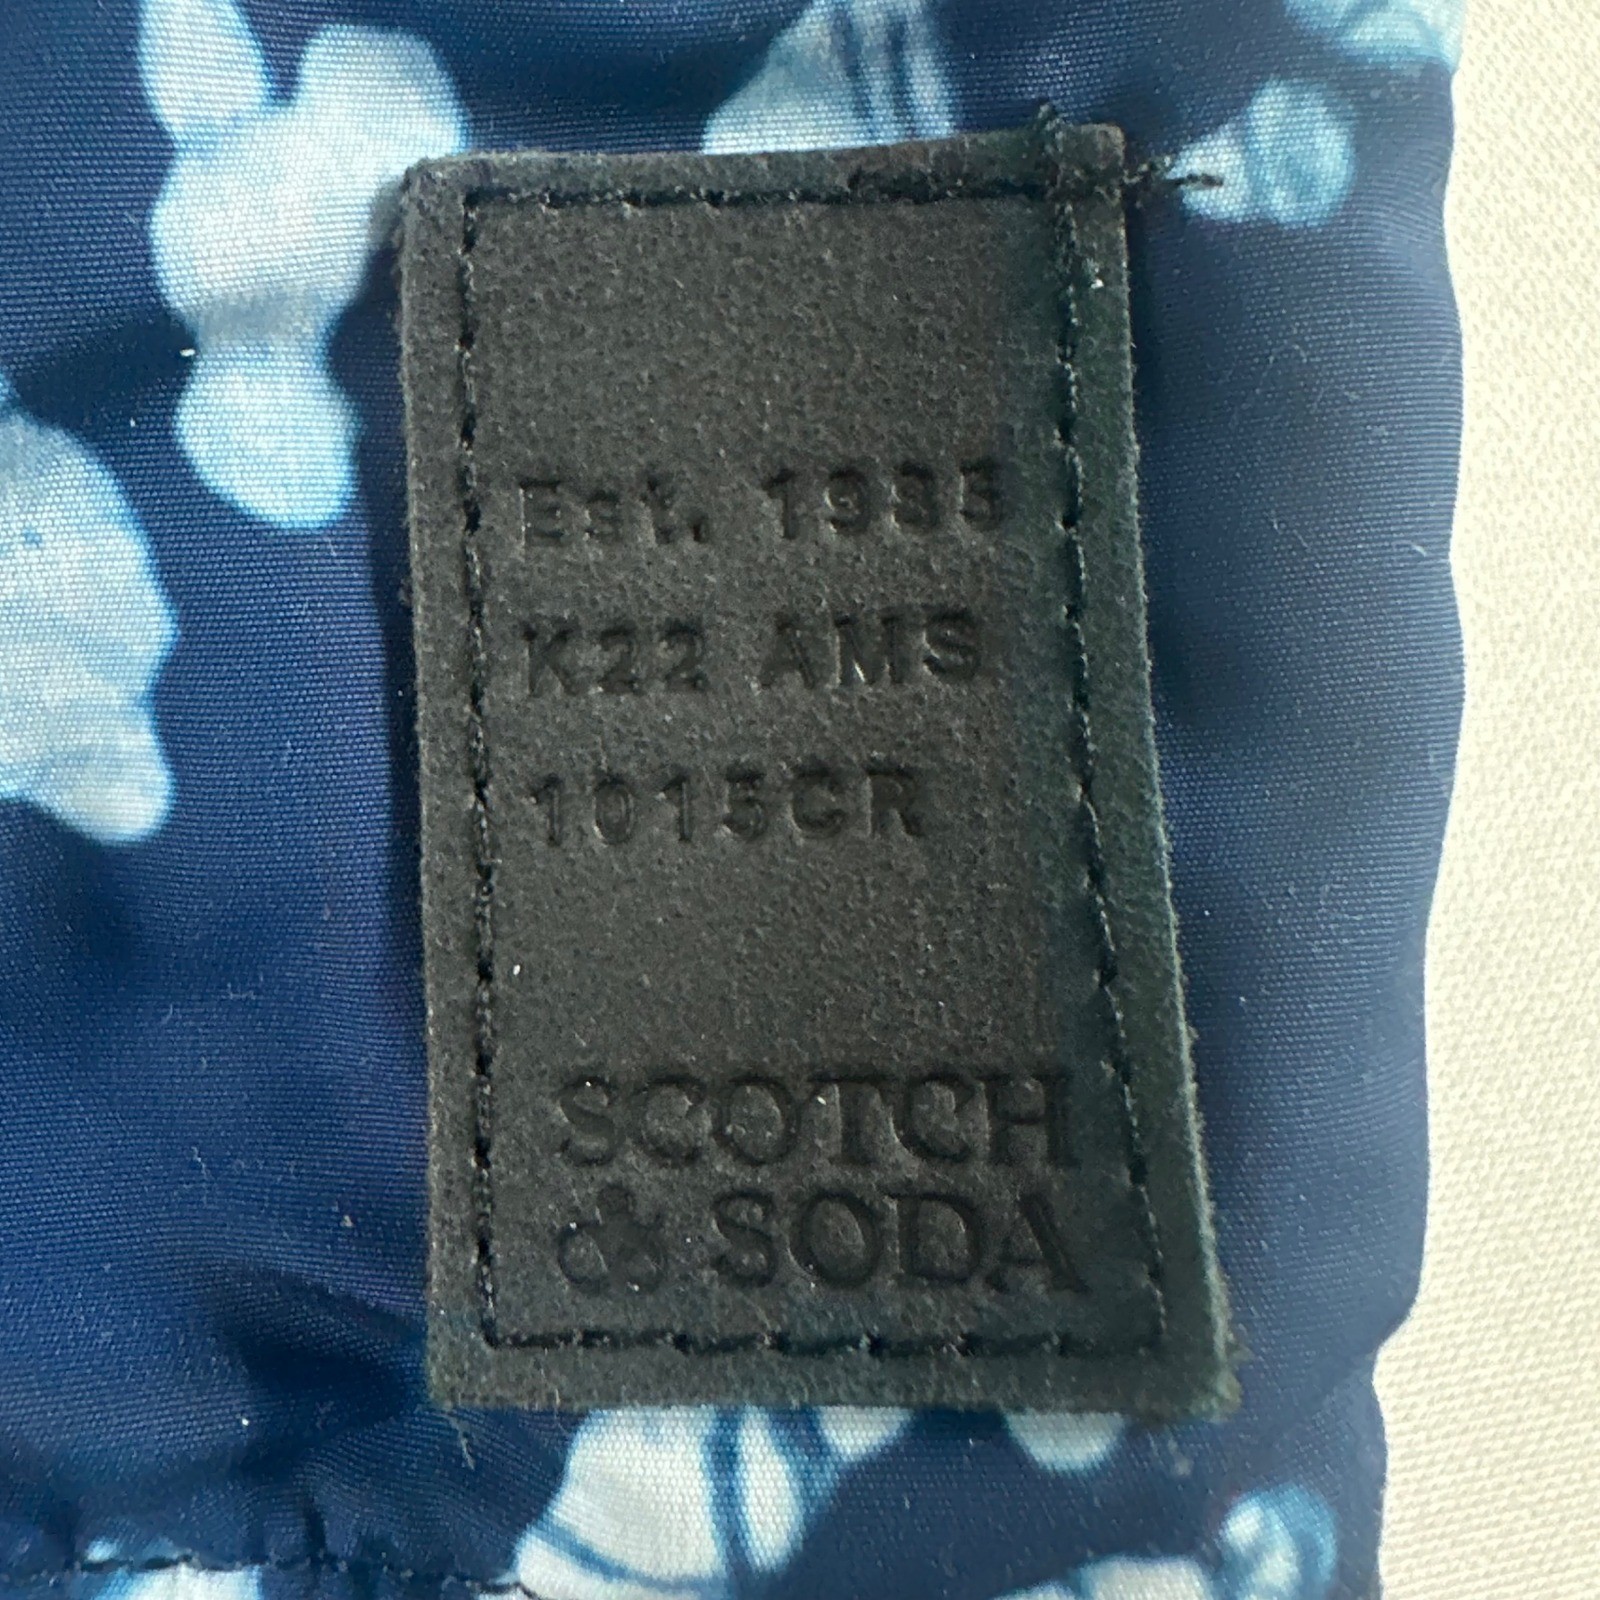 Est. 1985
K22 AMS
1015CR
SCOTCH
& SODA